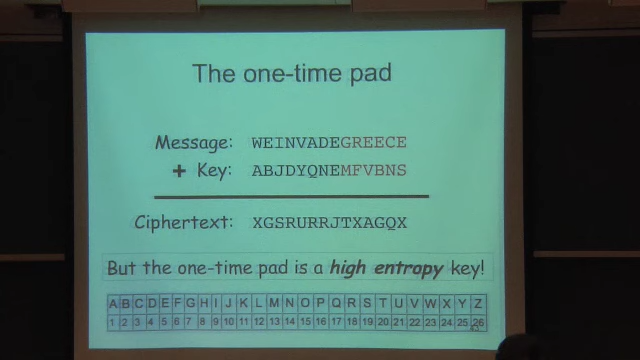 The one-time pad
Message: WEINVADEGREECE
+ Key: ABJDYQNEMFVBNS
Ciphertext: XGSRURRJTXAGQX
But the one-time pad is a high entropy key!
A B C D E F G H I J K L M N O P Q R S T U V W X Y Z
1 2 3 4 5 6 7 8 9 10 11 12 13 14 15 16 17 18 19 20 21 22 23 24 25 26